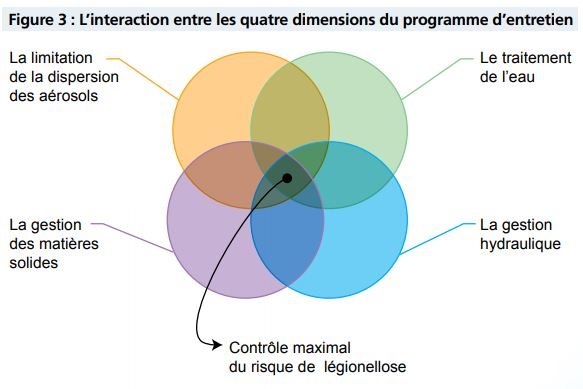 Figure 3 : L’interaction entre les quatre dimensions du programme d’entretien
La limitation
de la dispersion
des aérosols
Le traitement
de l’eau
La gestion
des matières
solides
La gestion
hydraulique
Contrôle maximal
du risque de légionellose